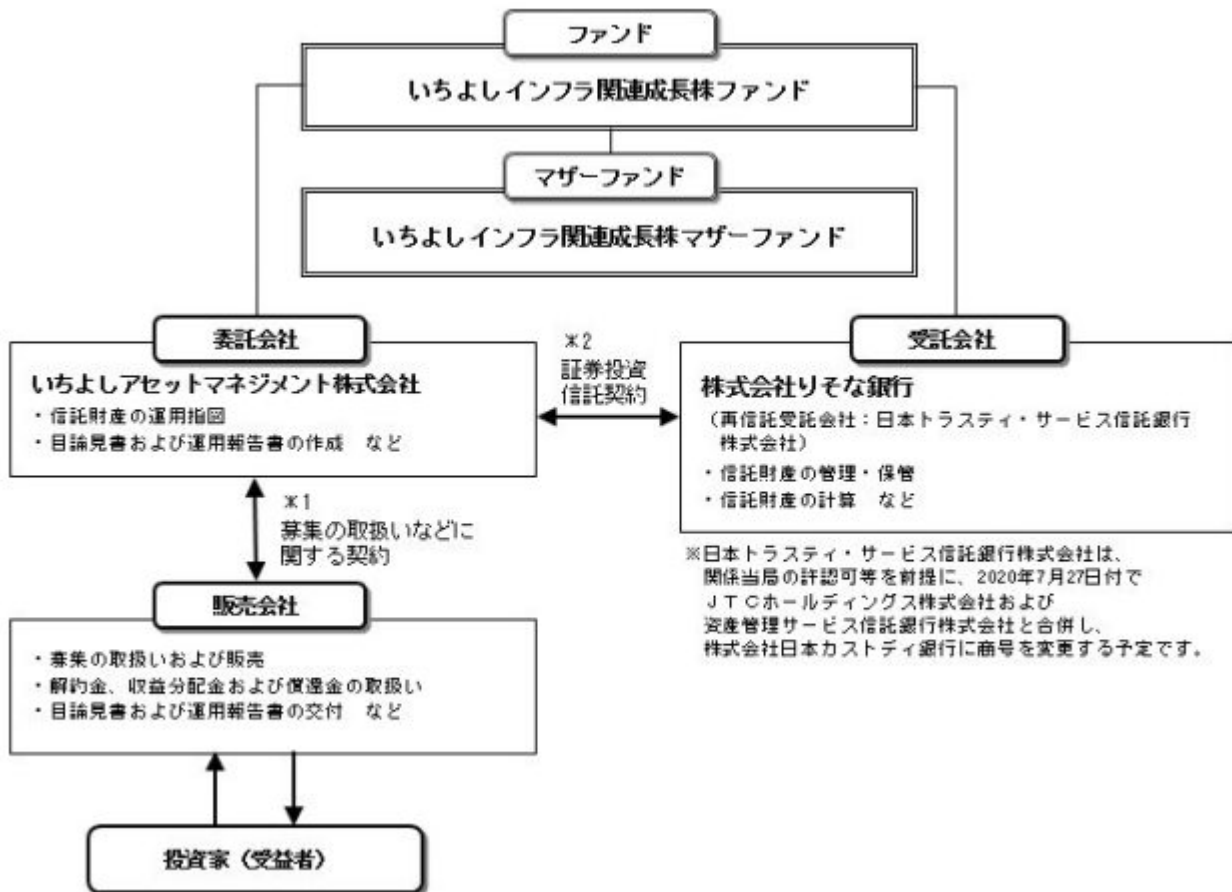 ファンド
いちよしインフラ関連成長株ファンド
マザーファンド
いちよしインフラ関連成長株マザーファンド
委託会社
いちよしアセットマネジメント株式会社
・信託財産の運用指図
・目論見書および運用報告書の作成　など
※2
証券投資
信託契約
受託会社
株式会社りそな銀行
（再信託受託会社：日本トラスティ・サービス信託銀行
株式会社）
・信託財産の管理・保管
・信託財産の計算　など
※1
募集の取扱いなどに
関する契約
※日本トラスティ・サービス信託銀行株式会社は、
関係当局の許認可等を前提に、2020年7月27日付で
ＪＴＣホールディングス株式会社および
資産管理サービス信託銀行株式会社と合併し、
株式会社日本カストディ銀行に商号を変更する予定です。
販売会社
・募集の取扱いおよび販売
・解約金、収益分配金および償還金の取扱い
・目論見書および運用報告書の交付　など
投資家（受益者）